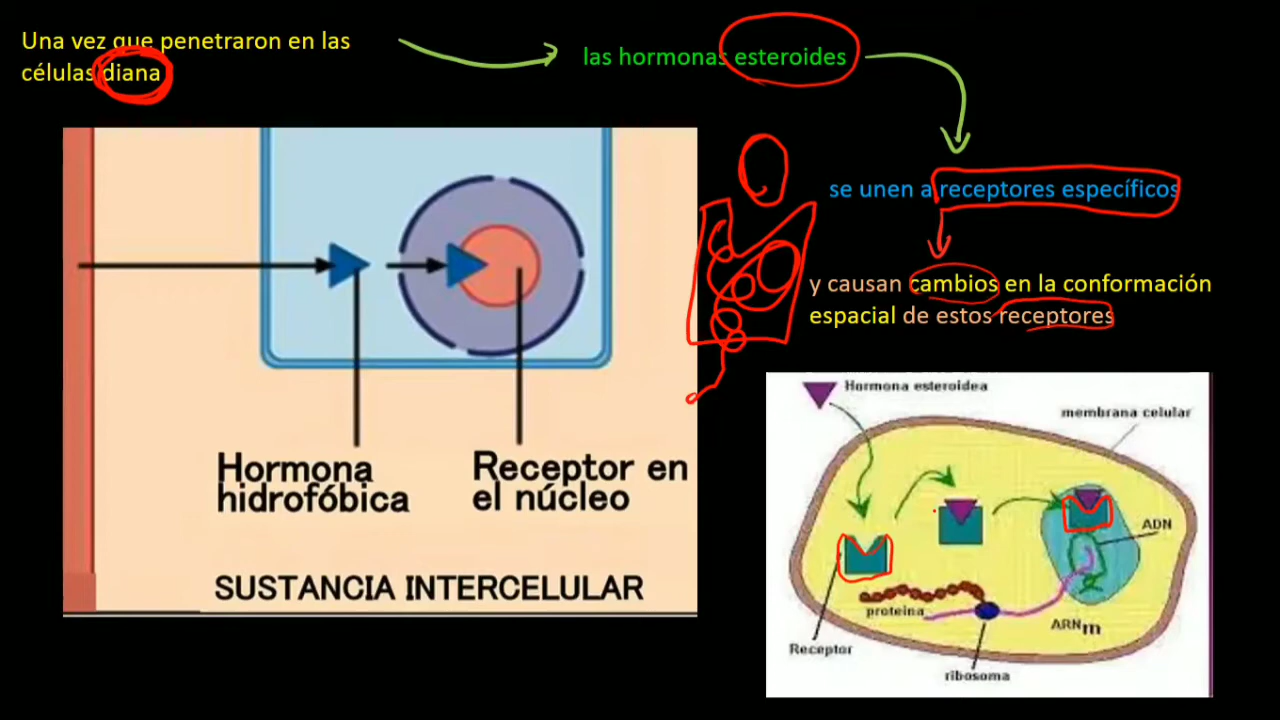 Una vez que penetraron en las
células diana
las hormonas esteroides
se unen a receptores específicos
y causan cambios en la conformación
espacial de estos receptores
Hormona
hidrofóbica
Receptor en
el núcleo
SUSTANCIA INTERCELULAR
Hormona esteroidea
membrana celular
ADN
proteina
ARNm
Receptor
ribosoma